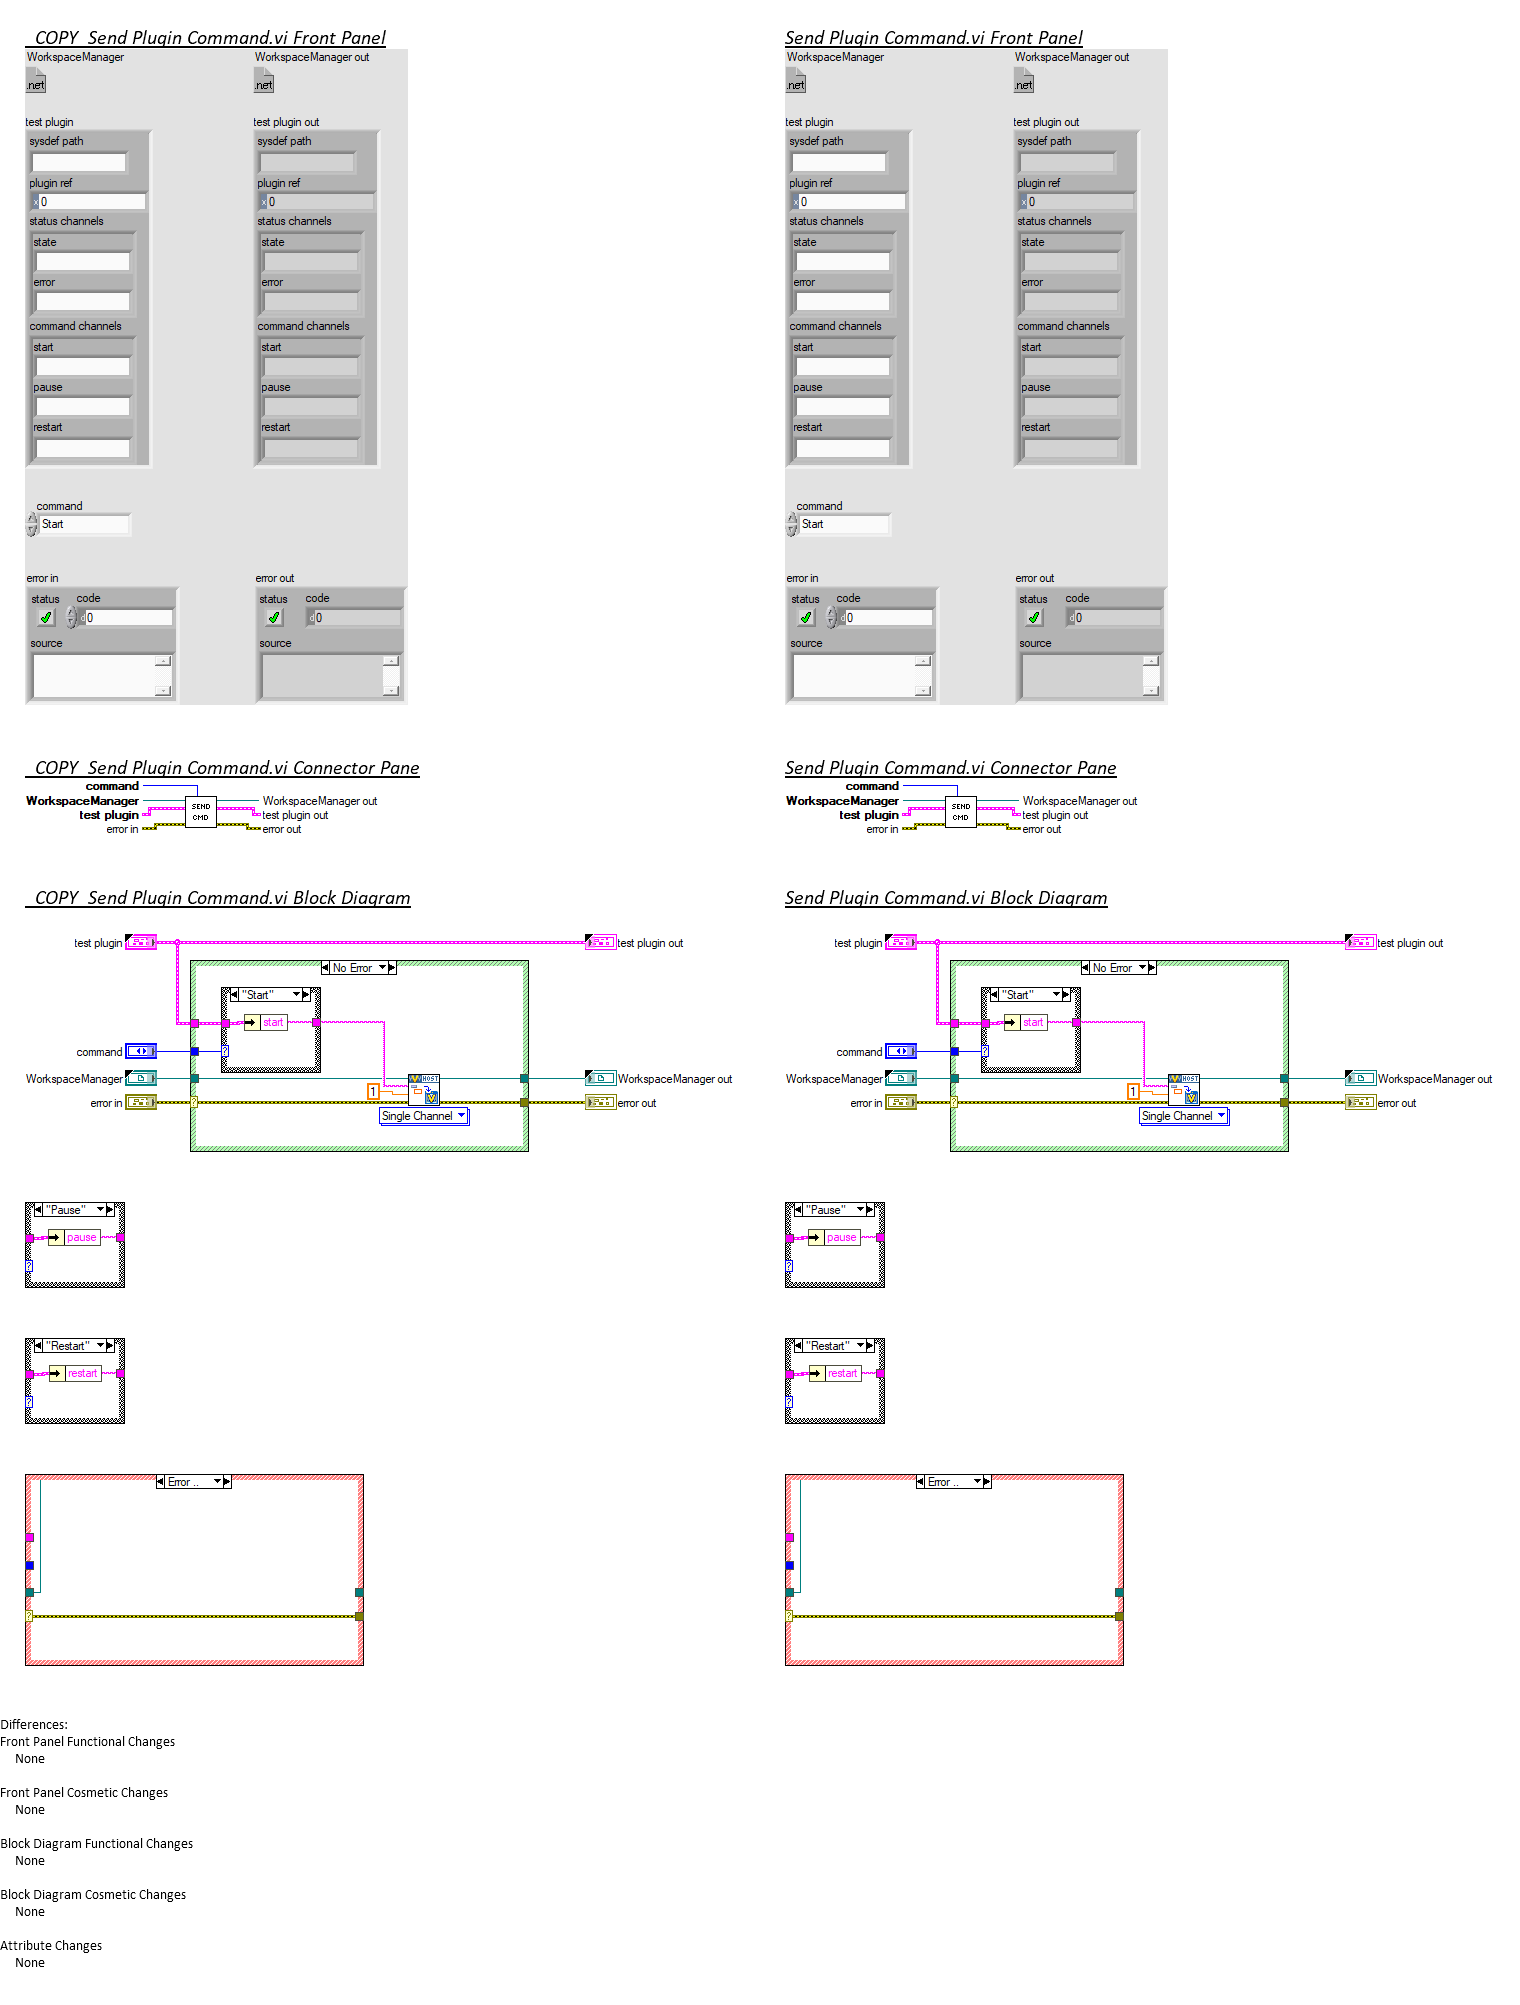 _COPY_Send Plugin Command.vi Front Panel
WorkspaceManager
WorkspaceManager out
.net
.net
test plugin
test plugin out
sysdef path
sysdef path
plugin ref
plugin ref
x 0
x 0
status channels
status channels
state
state
error
error
command channels
command channels
start
start
pause
pause
restart
restart
command
Start
error in
error out
status
code
status
code
d 0
d 0
source
source
Send Plugin Command.vi Front Panel
WorkspaceManager
WorkspaceManager out
.net
.net
test plugin
test plugin out
sysdef path
sysdef path
plugin ref
plugin ref
x 0
x 0
status channels
status channels
state
state
error
error
command channels
command channels
start
start
pause
pause
restart
restart
command
Start
error in
error out
status
code
status
code
d 0
d 0
source
source
_COPY_Send Plugin Command.vi Connector Pane
command
WorkspaceManager
WorkspaceManager out
SEND
CMD
test plugin
test plugin out
error in
error out
Send Plugin Command.vi Connector Pane
command
WorkspaceManager
WorkspaceManager out
SEND
CMD
test plugin
test plugin out
error in
error out
_COPY_Send Plugin Command.vi Block Diagram
test plugin
test plugin out
No Error
"Start"
start
command
?
WorkspaceManager
HOST
WorkspaceManager out
1
error in
?
error out
Single Channel
"Pause"
pause
?
"Restart"
restart
?
Error ..
?
Send Plugin Command.vi Block Diagram
test plugin
test plugin out
No Error
"Start"
start
command
?
WorkspaceManager
HOST
WorkspaceManager out
1
error in
?
error out
Single Channel
"Pause"
pause
?
"Restart"
restart
?
Error ..
?
Differences:
Front Panel Functional Changes
None
Front Panel Cosmetic Changes
None
Block Diagram Functional Changes
None
Block Diagram Cosmetic Changes
None
Attribute Changes
None